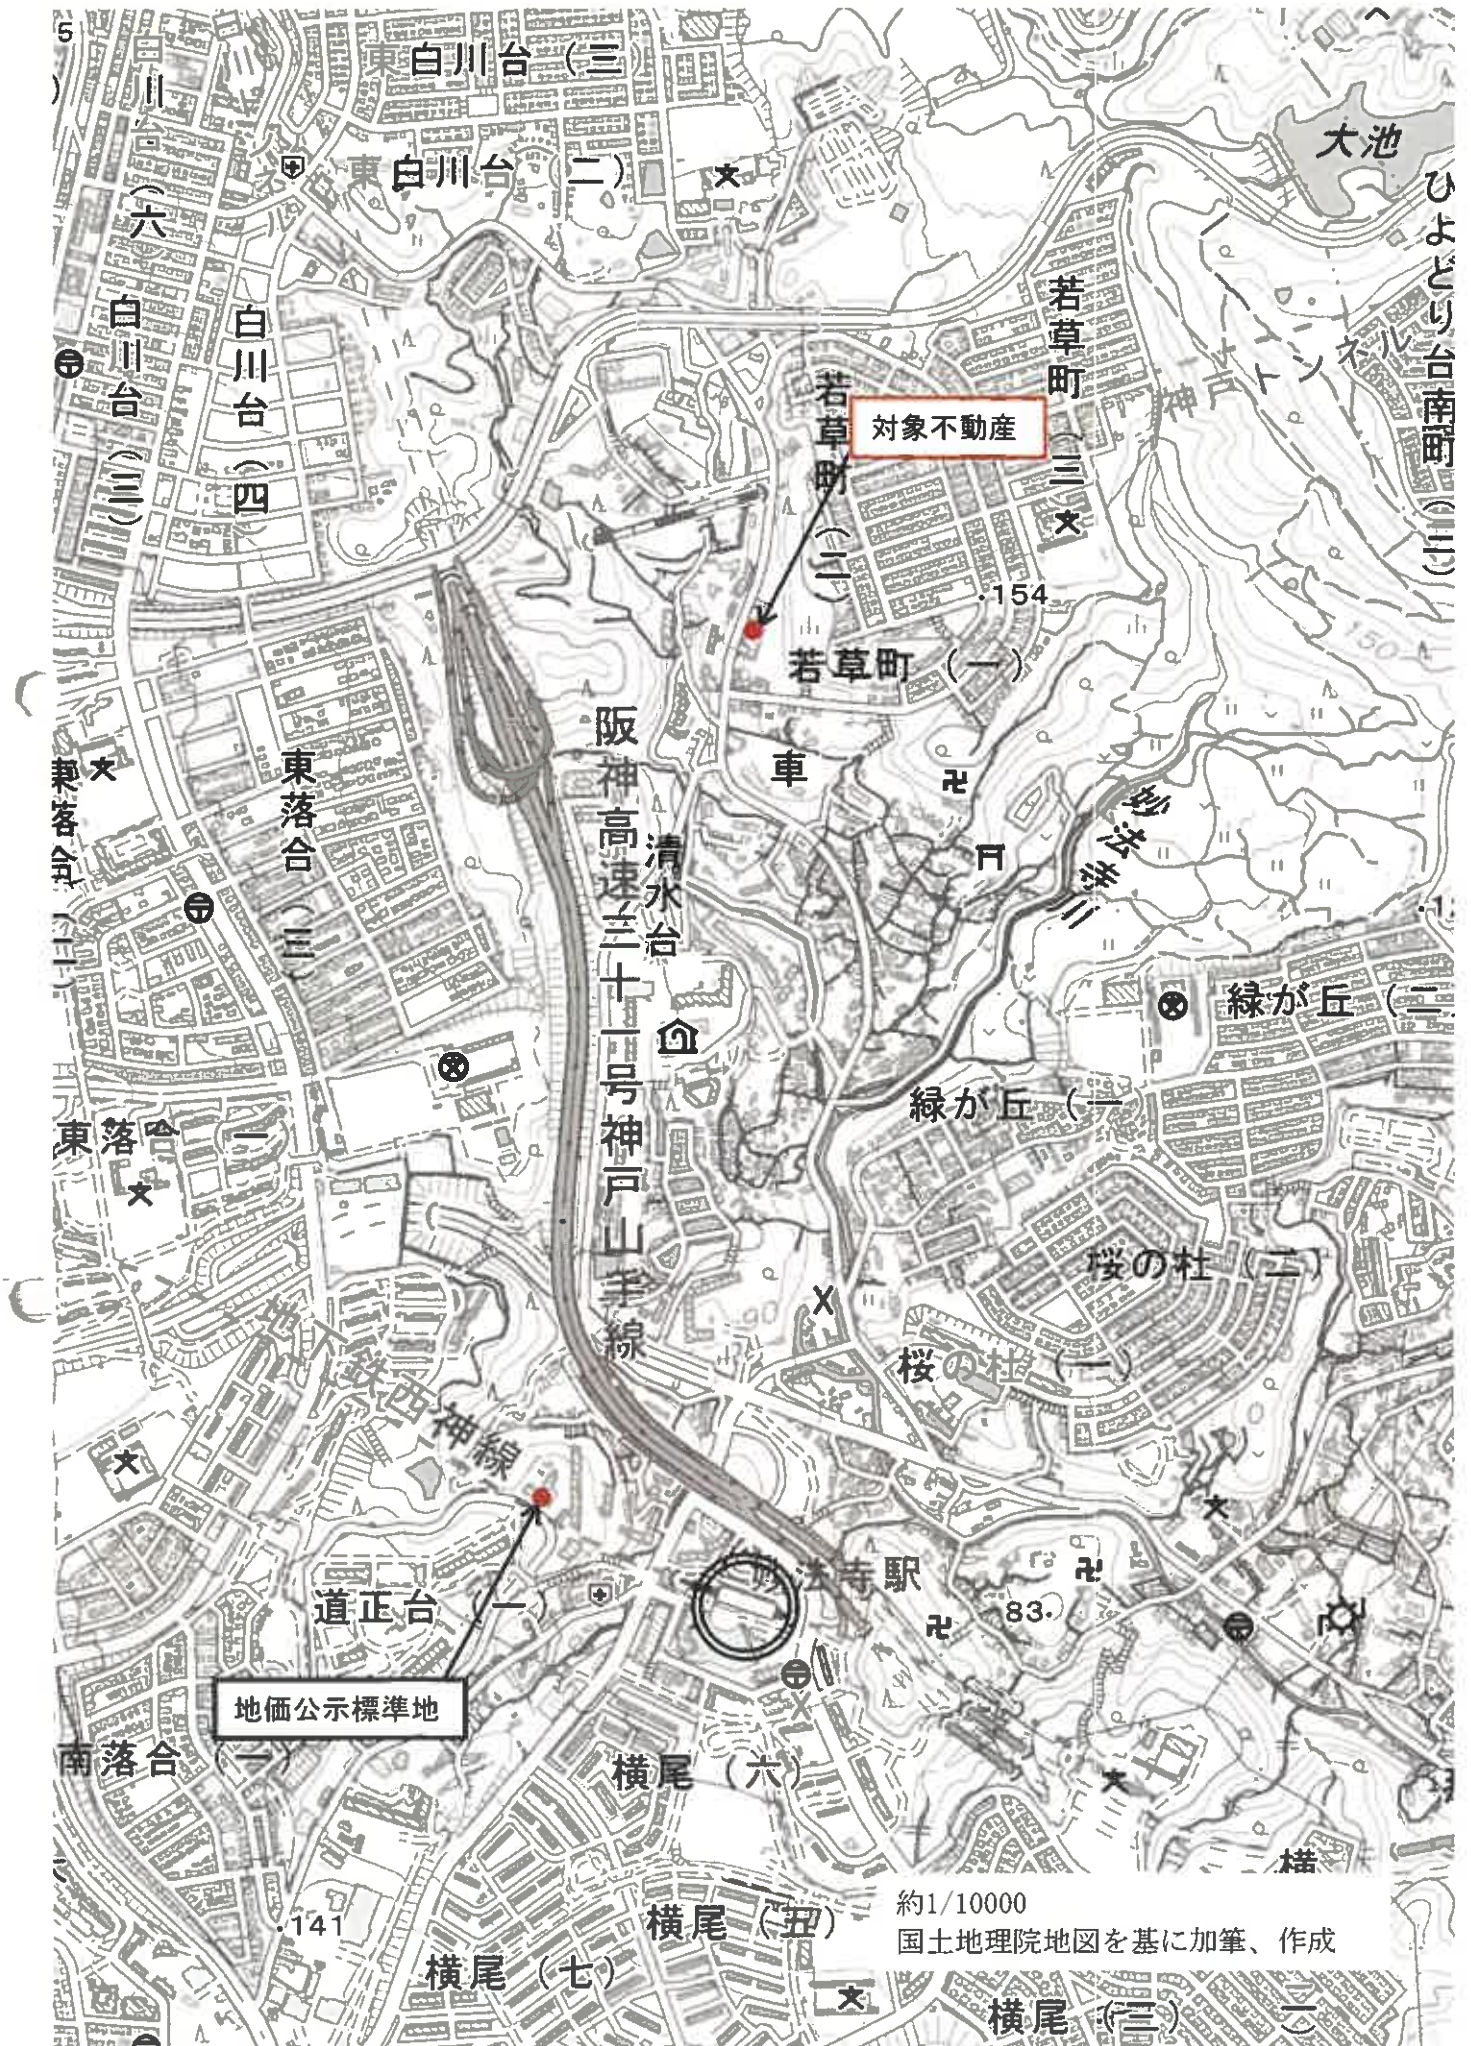 5
白川
(六)
東白川台(三
東白川台(二)
大池
ひよどり台南町(三)
白川台(三)
白川台(四
若草町(三)
若草町(二)
神戸トンネル
対象不動産
・154
150
若草町(一)
阪神高速三十一号神戸山手線
車
東落合(三)
清水台
妙法寺川
緑が丘(二
緑が丘(一
東落合(一)
桜の杜(二)
90
桜の杜(一)
地下鉄西神線
道正台(一)
法寺駅
83・
地価公示標準地
南落合(一)
横尾(六)
横
約1/10000
国土地理院地図を基に加筆、作成
・141
横尾(五)
横尾(七)
横尾(三)